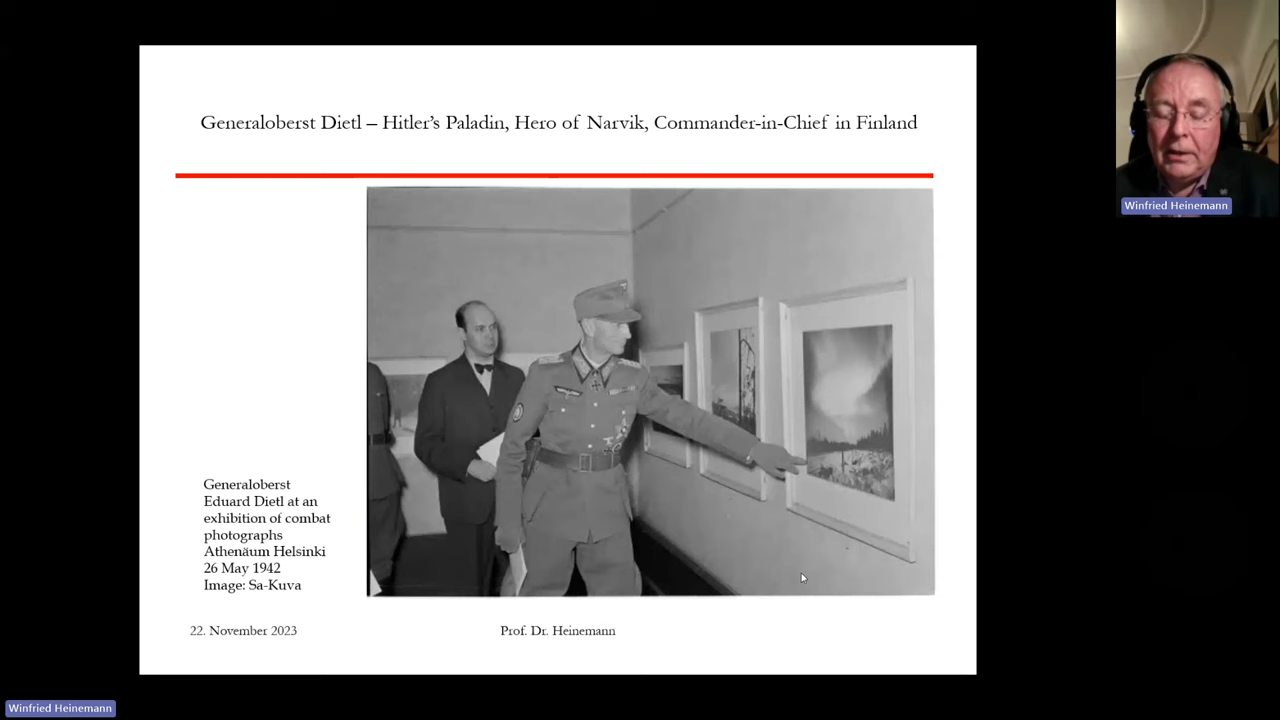 Generaloberst Dietl – Hitler's Paladin, Hero of Narvik, Commander-in-Chief in Finland
Winfried Heinemann
Generaloberst
Eduard Dietl at an
exhibition of combat
photographs
Athenäum Helsinki
26 May 1942
Image: Sa-Kuva
22. November 2023
Prof. Dr. Heinemann
Winfried Heinemann